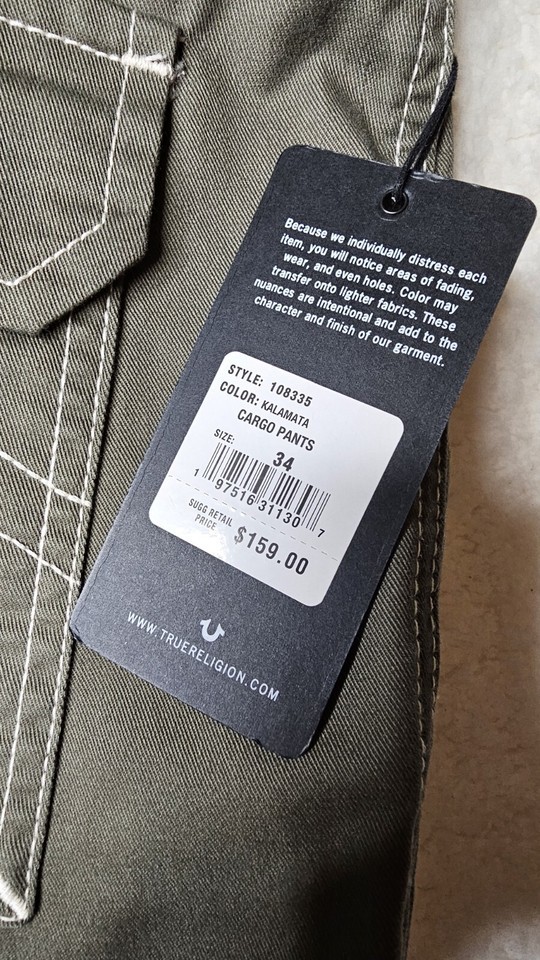 Because we individually distress each
item, you will notice areas of fading,
wear, and even holes. Color may
transfer onto lighter fabrics. These
nuances are intentional and add to the
character and finish of our garment.
STYLE: 108335
COLOR: KALAMATA
CARGO PANTS
SIZE:
34
1 97516 31130 7
SUGG RETAIL
PRICE
$159.00
WWW.TRUERELIGION.COM